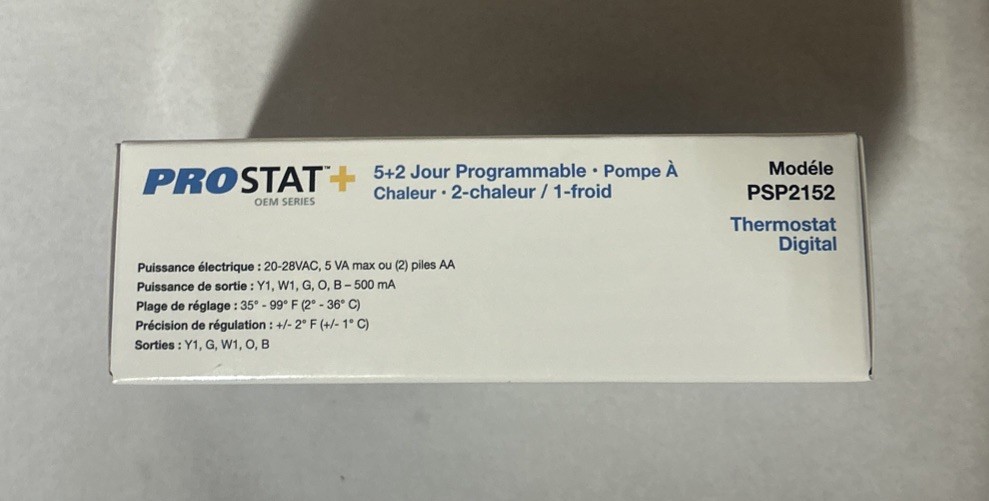 PROSTAT™+
OEM SERIES
5+2 Jour Programmable • Pompe À
Chaleur • 2-chaleur / 1-froid
Modéle
PSP2152
Thermostat
Digital
Puissance électrique : 20-28VAC, 5 VA max ou (2) piles AA
Puissance de sortie : Y1, W1, G, O, B – 500 mA
Plage de réglage : 35° - 99° F (2° - 36° C)
Précision de régulation : +/- 2° F (+/- 1° C)
Sorties : Y1, G, W1, O, B